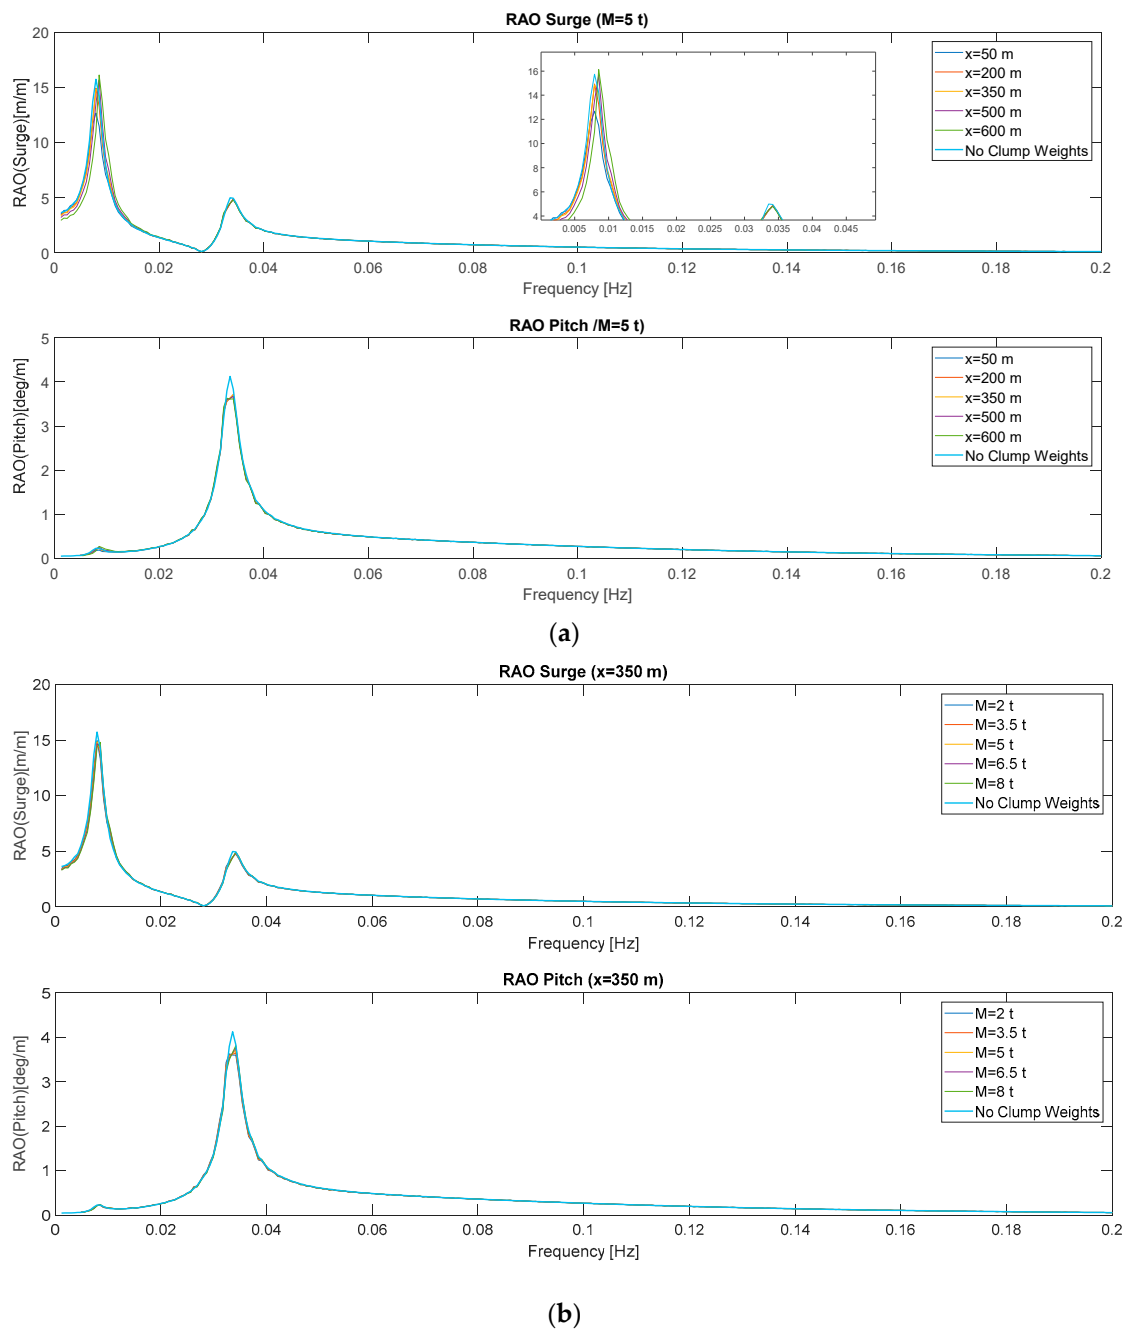 RAO Surge (M=5 t)
20
15
10
5
0
RAO(Surge)[m/m]
16
14
12
10
8
6
4
0.005 0.01 0.015 0.02 0.025 0.03 0.035 0.04 0.045
x=50 m
x=200 m
x=350 m
x=500 m
x=600 m
No Clump Weights
0 0.02 0.04 0.06 0.08 0.1 0.12 0.14 0.16 0.18 0.2
Frequency [Hz]
RAO Pitch /M=5 t)
5
4
3
2
1
0
RAO(Pitch)[deg/m]
x=50 m
x=200 m
x=350 m
x=500 m
x=600 m
No Clump Weights
0 0.02 0.04 0.06 0.08 0.1 0.12 0.14 0.16 0.18 0.2
Frequency [Hz]
(a)
RAO Surge (x=350 m)
20
15
10
5
0
RAO(Surge)[m/m]
M=2 t
M=3.5 t
M=5 t
M=6.5 t
M=8 t
No Clump Weights
0 0.02 0.04 0.06 0.08 0.1 0.12 0.14 0.16 0.18 0.2
Frequency [Hz]
RAO Pitch (x=350 m)
5
4
3
2
1
0
RAO(Pitch)[deg/m]
M=2 t
M=3.5 t
M=5 t
M=6.5 t
M=8 t
No Clump Weights
0 0.02 0.04 0.06 0.08 0.1 0.12 0.14 0.16 0.18 0.2
Frequency [Hz]
(b)